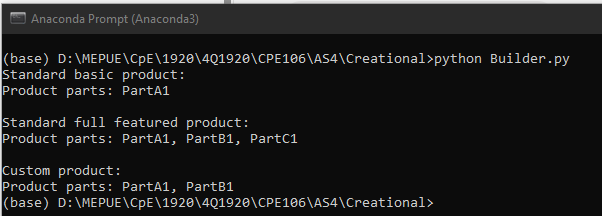 Anaconda Prompt (Anaconda3)
(base) D:\MEPUE\CpE\1920\4Q1920\CPE106\AS4\Creational>python Builder.py
Standard basic product:
Product parts: PartA1
Standard full featured product:
Product parts: PartA1, PartB1, PartC1
Custom product:
Product parts: PartA1, PartB1
(base) D:\MEPUE\CpE\1920\4Q1920\CPE106\AS4\Creational>